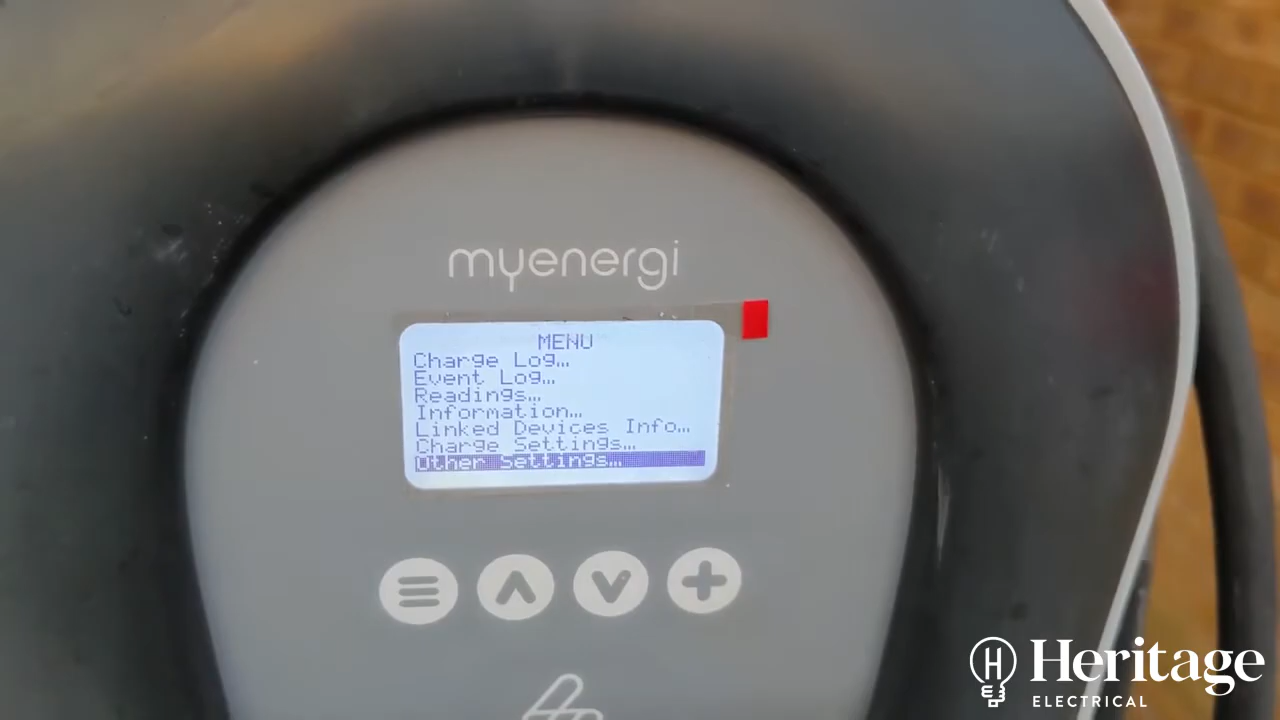 myenergi
MENU
Charge Log...
Event Log...
Readings...
Information...
Linked Devices Info...
Charge Settings...
Other Settings...
H
Heritage
ELECTRICAL